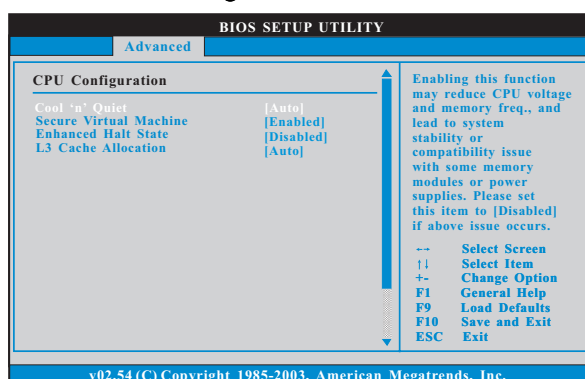 BIOS SETUP UTILITY
Advanced
CPU Configuration
Cool ‘n’ Quiet [Auto]
Secure Virtual Machine [Enabled]
Enhanced Halt State [Disabled]
L3 Cache Allocation [Auto]
Enabling this function
may reduce CPU voltage
and memory freq., and
lead to system
stability or
compatibility issue
with some memory
modules or power
supplies. Please set
this item to [Disabled]
if above issue occurs.
←→ Select Screen
↑↓ Select Item
+- Change Option
F1 General Help
F9 Load Defaults
F10 Save and Exit
ESC Exit
v02.54 (C) Copyright 1985-2003, American Megatrends, Inc.